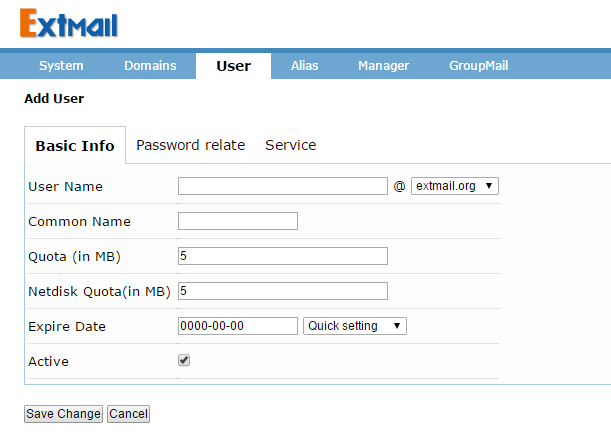 Extmail
System Domains User Alias Manager GroupMail
Add User
Basic Info Password relate Service
User Name @ extmail.org
Common Name
Quota (in MB) 5
Netdisk Quota(in MB) 5
Expire Date 0000-00-00 Quick setting
Active
Save Change Cancel